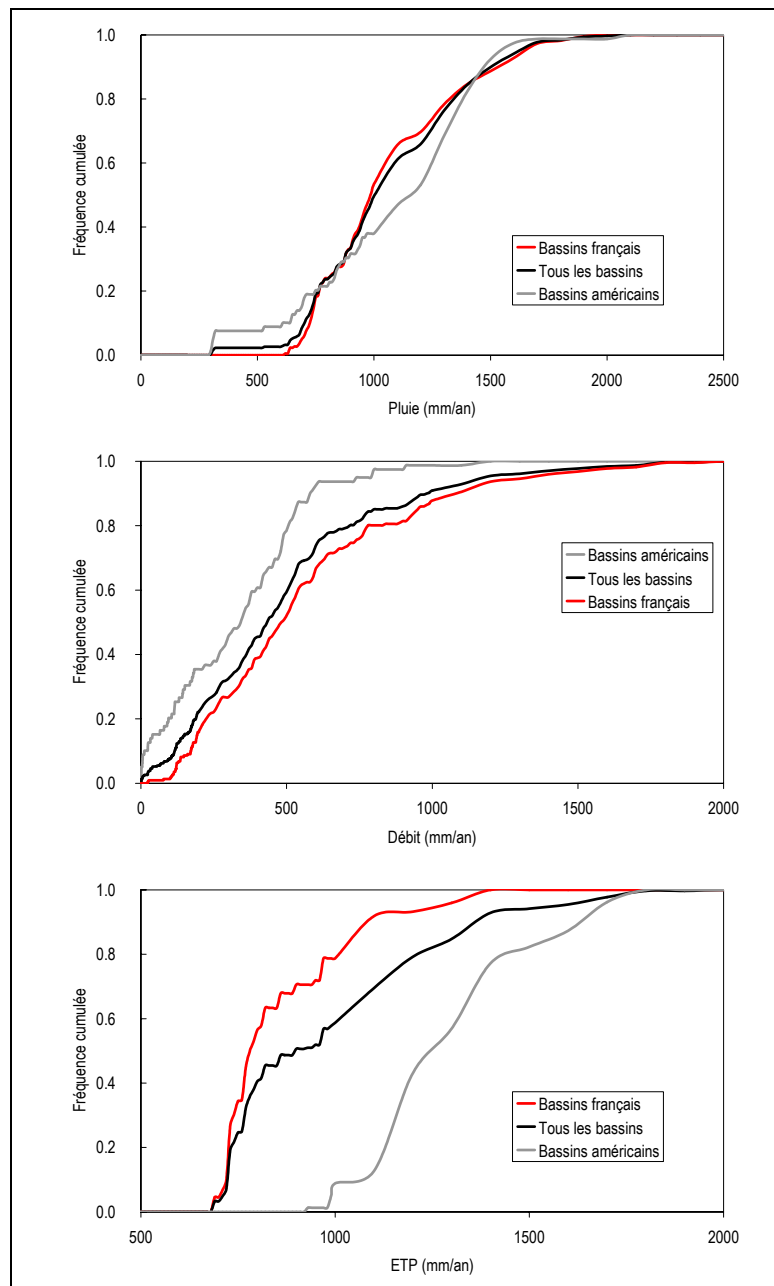 1.0
0.8
0.6
0.4
0.2
0.0
Fréquence cumulée
Bassins français
Tous les bassins
Bassins américains
0 500 1000 1500 2000 2500
Pluie (mm/an)
1.0
0.8
0.6
0.4
0.2
0.0
Fréquence cumulée
Bassins américains
Tous les bassins
Bassins français
0 500 1000 1500 2000
Débit (mm/an)
1.0
0.8
0.6
0.4
0.2
0.0
Fréquence cumulée
Bassins français
Tous les bassins
Bassins américains
500 1000 1500 2000
ETP (mm/an)